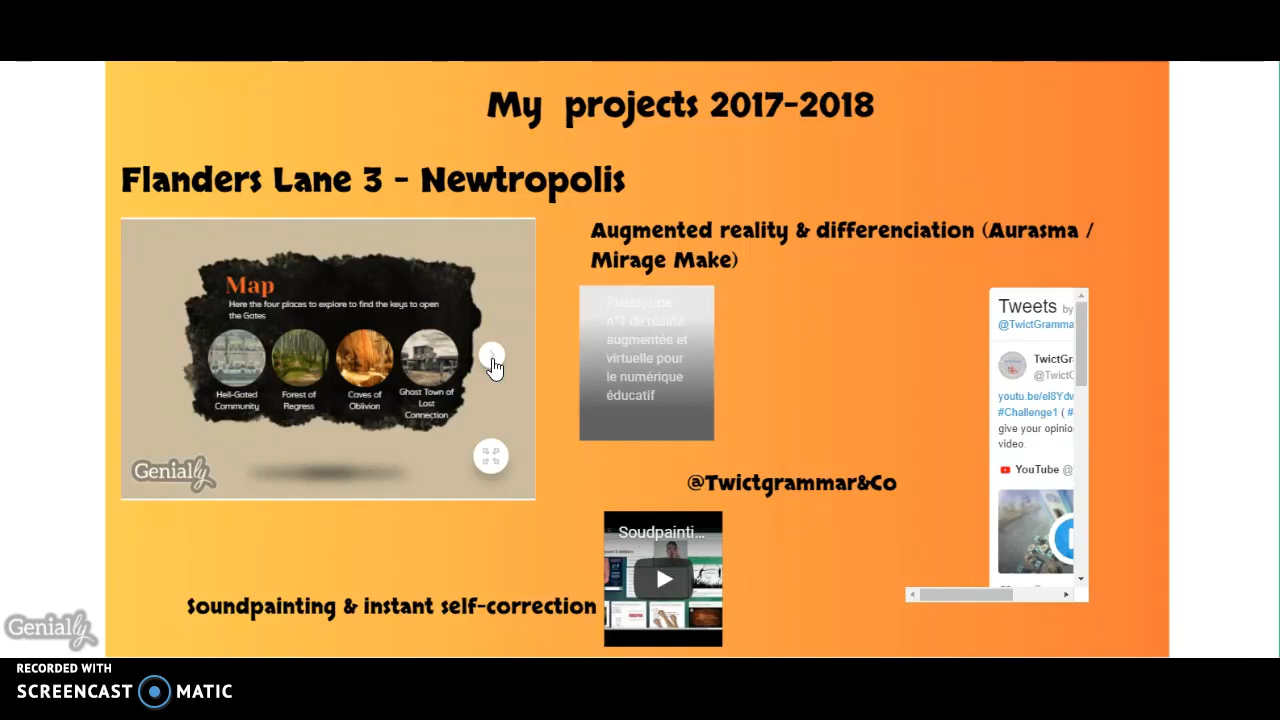 My projects 2017-2018
Flanders Lane 3 - Newtropolis
Map
Here the four places to explore to find the keys to open
the Gates
Hell-Gated
Community
Forest of
Regress
Caves of
Oblivion
Ghost Town of
Lost
Connection
Genially
Augmented reality & differenciation (Aurasma /
Mirage Make)
Plateforme
n°1 de réalité
augmentée et
virtuelle pour
le numérique
éducatif
Tweets by
@TwictGramma
TwictGr
@TwictG
youtu.be/eI8Ydw
#Challenge1 ( #
give your opinio
video.
YouTube @
@Twictgrammar&Co
Soudpainti...
Soundpainting & instant self-correction
Genially
RECORDED WITH
SCREENCAST MATIC